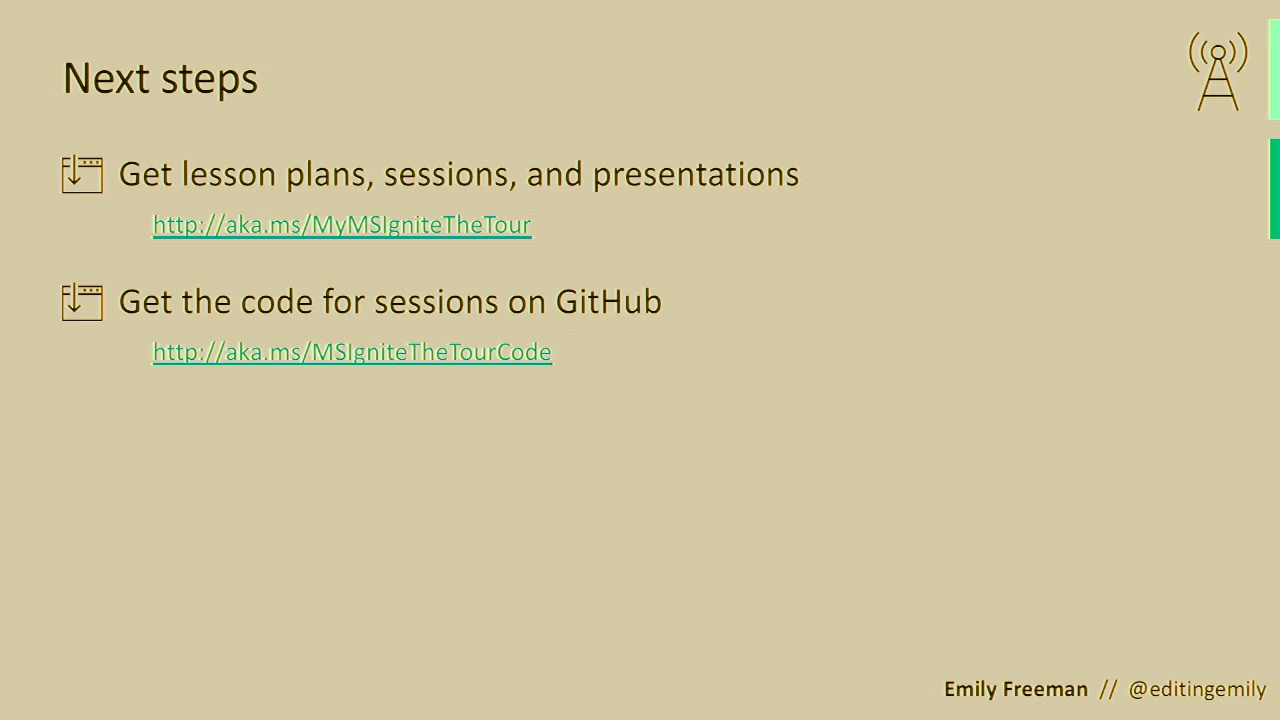 Next steps
Get lesson plans, sessions, and presentations
http://aka.ms/MyMSIgniteTheTour
Get the code for sessions on GitHub
http://aka.ms/MSIgniteTheTourCode
Emily Freeman // @editingemily